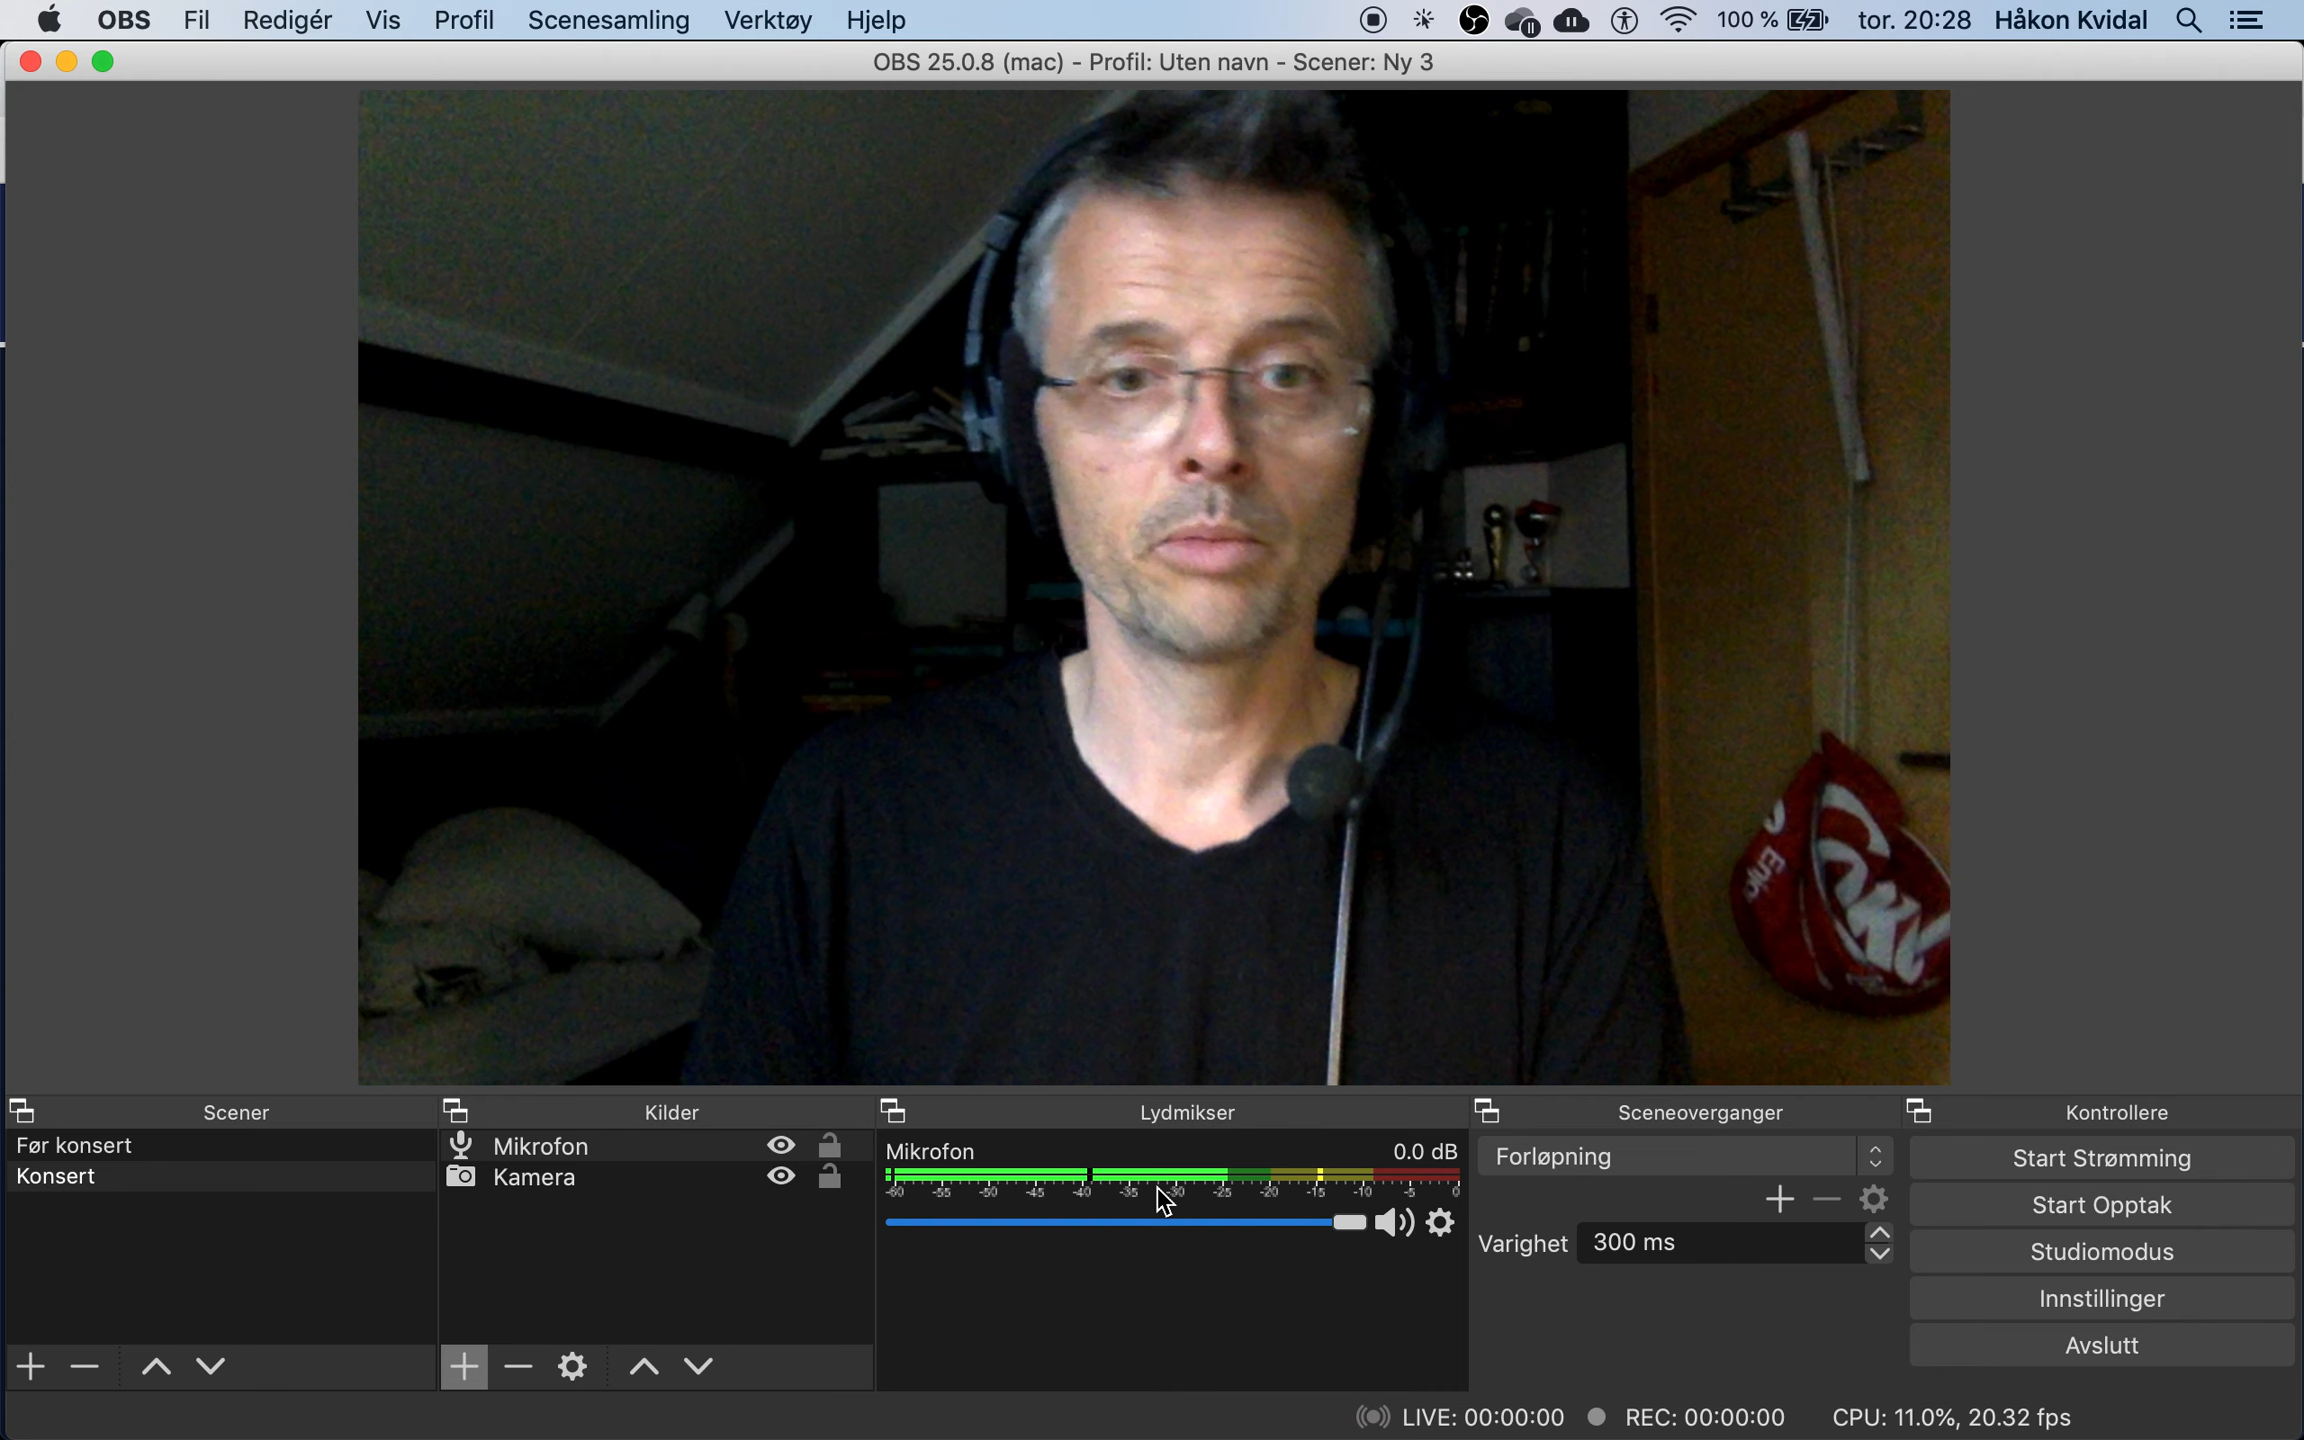 OBS Fil Redigér Vis Profil Scenesamling Verktøy Hjelp 100 % tor. 20:28 Håkon Kvidal
OBS 25.0.8 (mac) - Profil: Uten navn - Scener: Ny 3
Enjo
Scener Kilder Lydmikser Sceneoverganger Kontrollere
Før konsert
Konsert
Mikrofon
Kamera
Mikrofon 0.0 dB
-60 -55 -50 -45 -40 -35 -30 -25 -20 -15 -10 -5 0
Forløpning
Varighet 300 ms
Start Strømming
Start Opptak
Studiomodus
Innstillinger
Avslutt
LIVE: 00:00:00 REC: 00:00:00 CPU: 11.0%, 20.32 fps